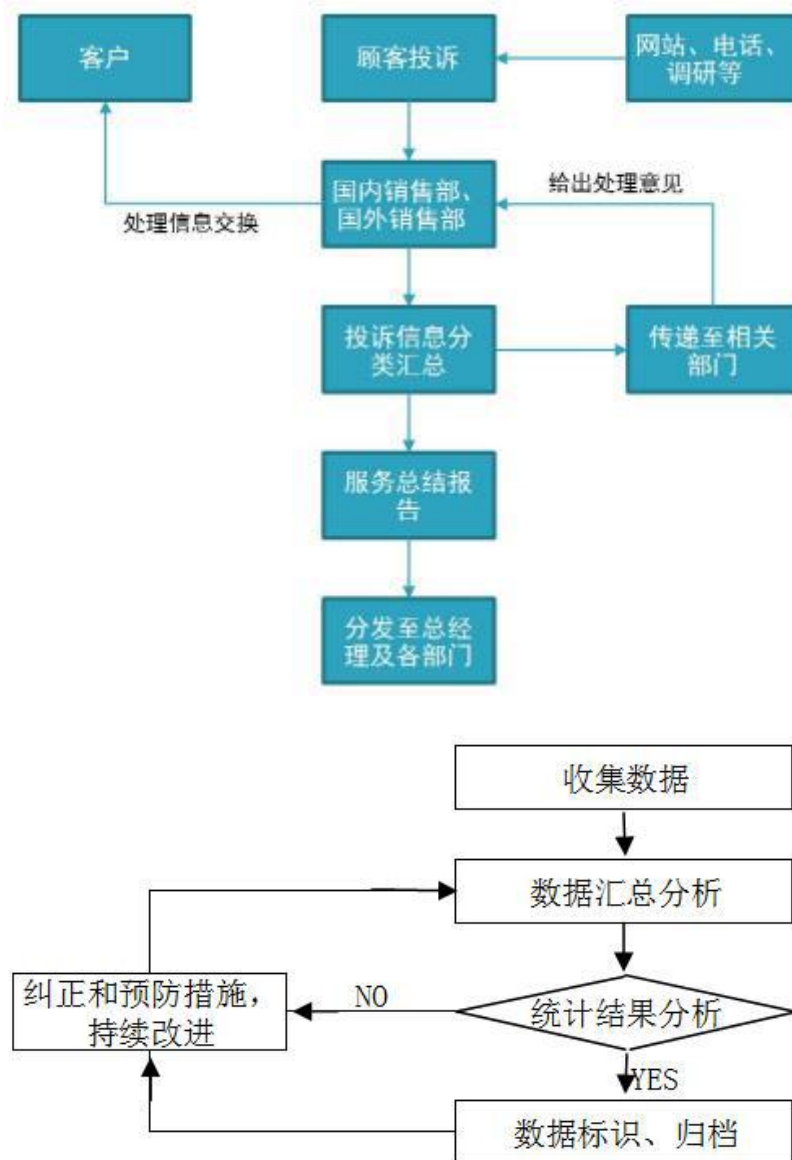 客户
顾客投诉
网站、电话、
调研等
国内销售部、
国外销售部
给出处理意见
处理信息交换
投诉信息分
类汇总
传递至相关
部门
服务总结报
告
分发至总经
理及各部门
收集数据
数据汇总分析
纠正和预防措施，
持续改进
NO
统计结果分析
YES
数据标识、归档